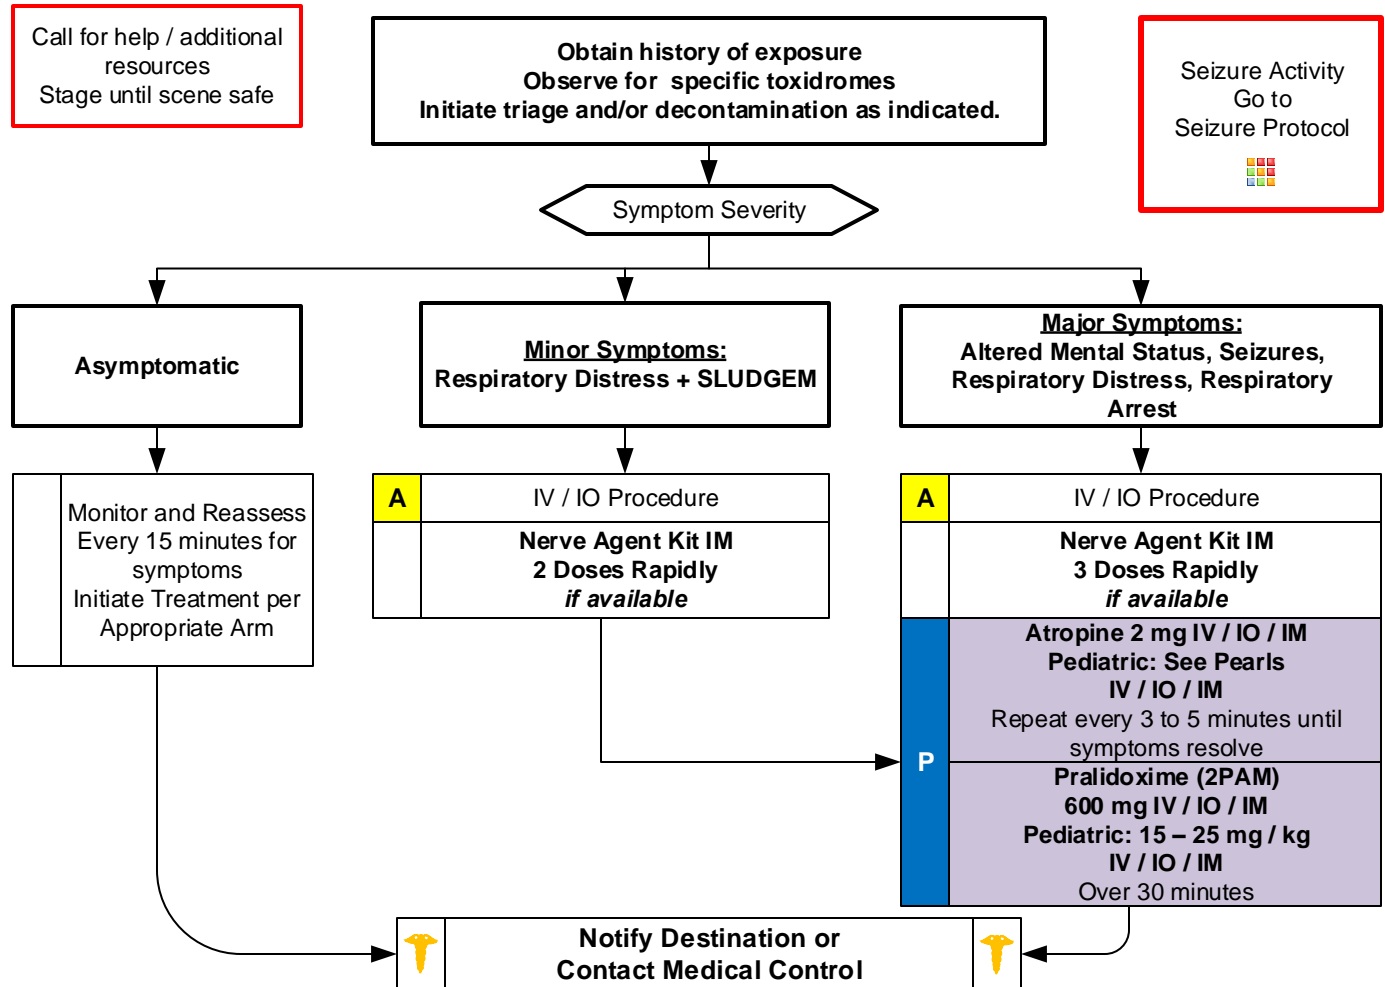 Call for help / additional
resources
Stage until scene safe
Obtain history of exposure
Observe for specific toxidromes
Initiate triage and/or decontamination as indicated.
Seizure Activity
Go to
Seizure Protocol
Symptom Severity
Asymptomatic
Minor Symptoms:
Respiratory Distress + SLUDGEM
Major Symptoms:
Altered Mental Status, Seizures,
Respiratory Distress, Respiratory
Arrest
Monitor and Reassess
Every 15 minutes for
symptoms
Initiate Treatment per
Appropriate Arm
A
IV / IO Procedure
Nerve Agent Kit IM
2 Doses Rapidly
if available
A
IV / IO Procedure
Nerve Agent Kit IM
3 Doses Rapidly
if available
P
Atropine 2 mg IV / IO / IM
Pediatric: See Pearls
IV / IO / IM
Repeat every 3 to 5 minutes until
symptoms resolve
Pralidoxime (2PAM)
600 mg IV / IO / IM
Pediatric: 15 – 25 mg / kg
IV / IO / IM
Over 30 minutes
Notify Destination or
Contact Medical Control